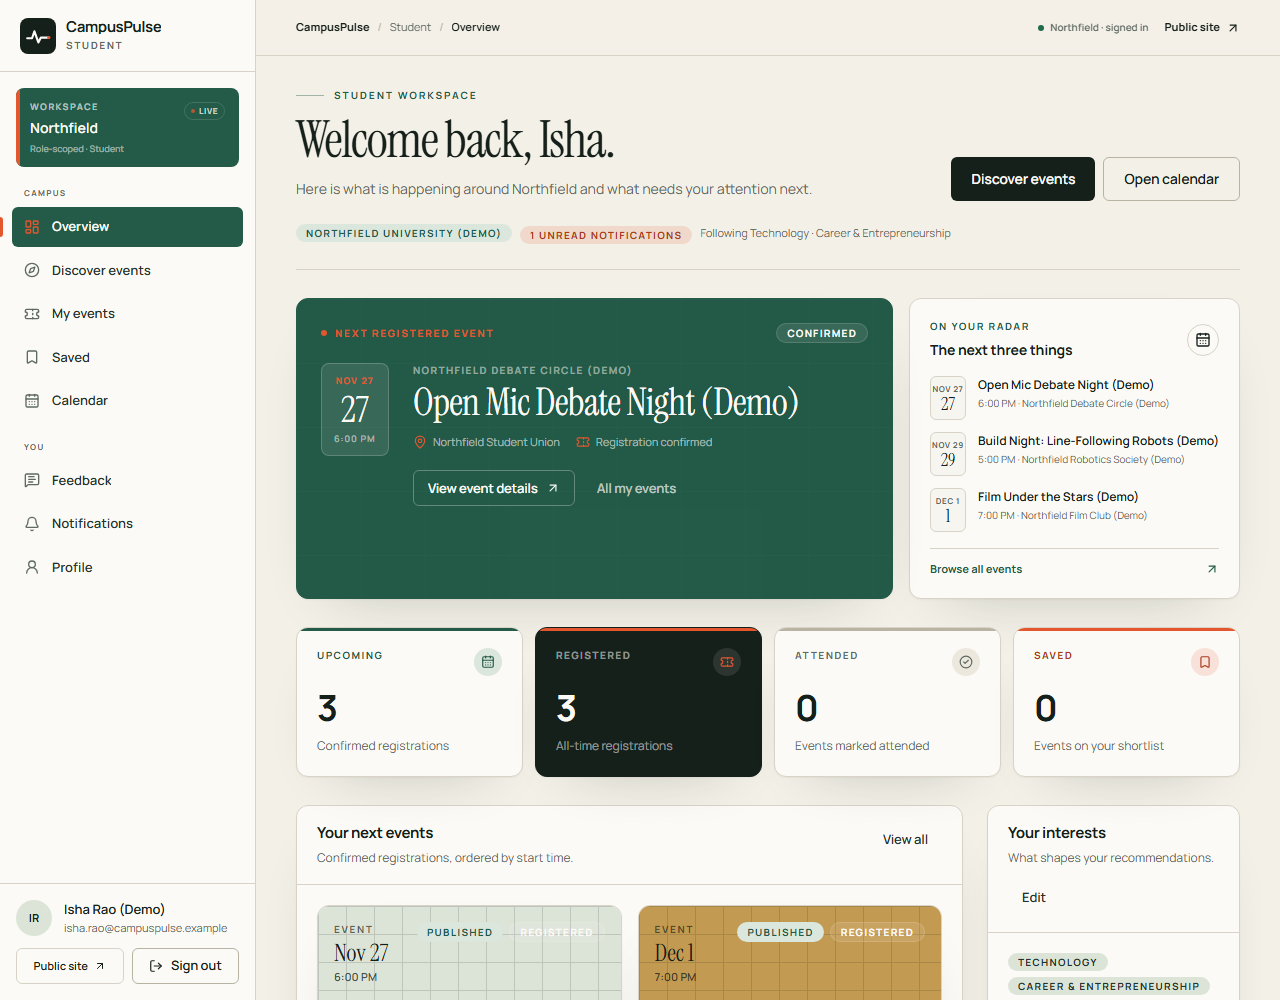 CampusPulse
STUDENT
WORKSPACE
LIVE
Northfield
Role-scoped · Student
CAMPUS
Overview
Discover events
My events
Saved
Calendar
YOU
Feedback
Notifications
Profile
IR
Isha Rao (Demo)
isha.rao@campuspulse.example
Public site
Sign out
CampusPulse / Student / Overview
Northfield · signed in
Public site
STUDENT WORKSPACE
Welcome back, Isha.
Here is what is happening around Northfield and what needs your attention next.
Discover events
Open calendar
NORTHFIELD UNIVERSITY (DEMO)
1 UNREAD NOTIFICATIONS
Following Technology · Career & Entrepreneurship
NEXT REGISTERED EVENT
CONFIRMED
NOV 27
27
6:00 PM
NORTHFIELD DEBATE CIRCLE (DEMO)
Open Mic Debate Night (Demo)
Northfield Student Union
Registration confirmed
View event details
All my events
ON YOUR RADAR
The next three things
NOV 27
27
Open Mic Debate Night (Demo)
6:00 PM · Northfield Debate Circle (Demo)
NOV 29
29
Build Night: Line-Following Robots (Demo)
5:00 PM · Northfield Robotics Society (Demo)
DEC 1
1
Film Under the Stars (Demo)
7:00 PM · Northfield Film Club (Demo)
Browse all events
UPCOMING
3
Confirmed registrations
REGISTERED
3
All-time registrations
ATTENDED
0
Events marked attended
SAVED
0
Events on your shortlist
Your next events
Confirmed registrations, ordered by start time.
View all
EVENT
PUBLISHED
REGISTERED
Nov 27
6:00 PM
EVENT
PUBLISHED
REGISTERED
Dec 1
7:00 PM
Your interests
What shapes your recommendations.
Edit
TECHNOLOGY
CAREER & ENTREPRENEURSHIP